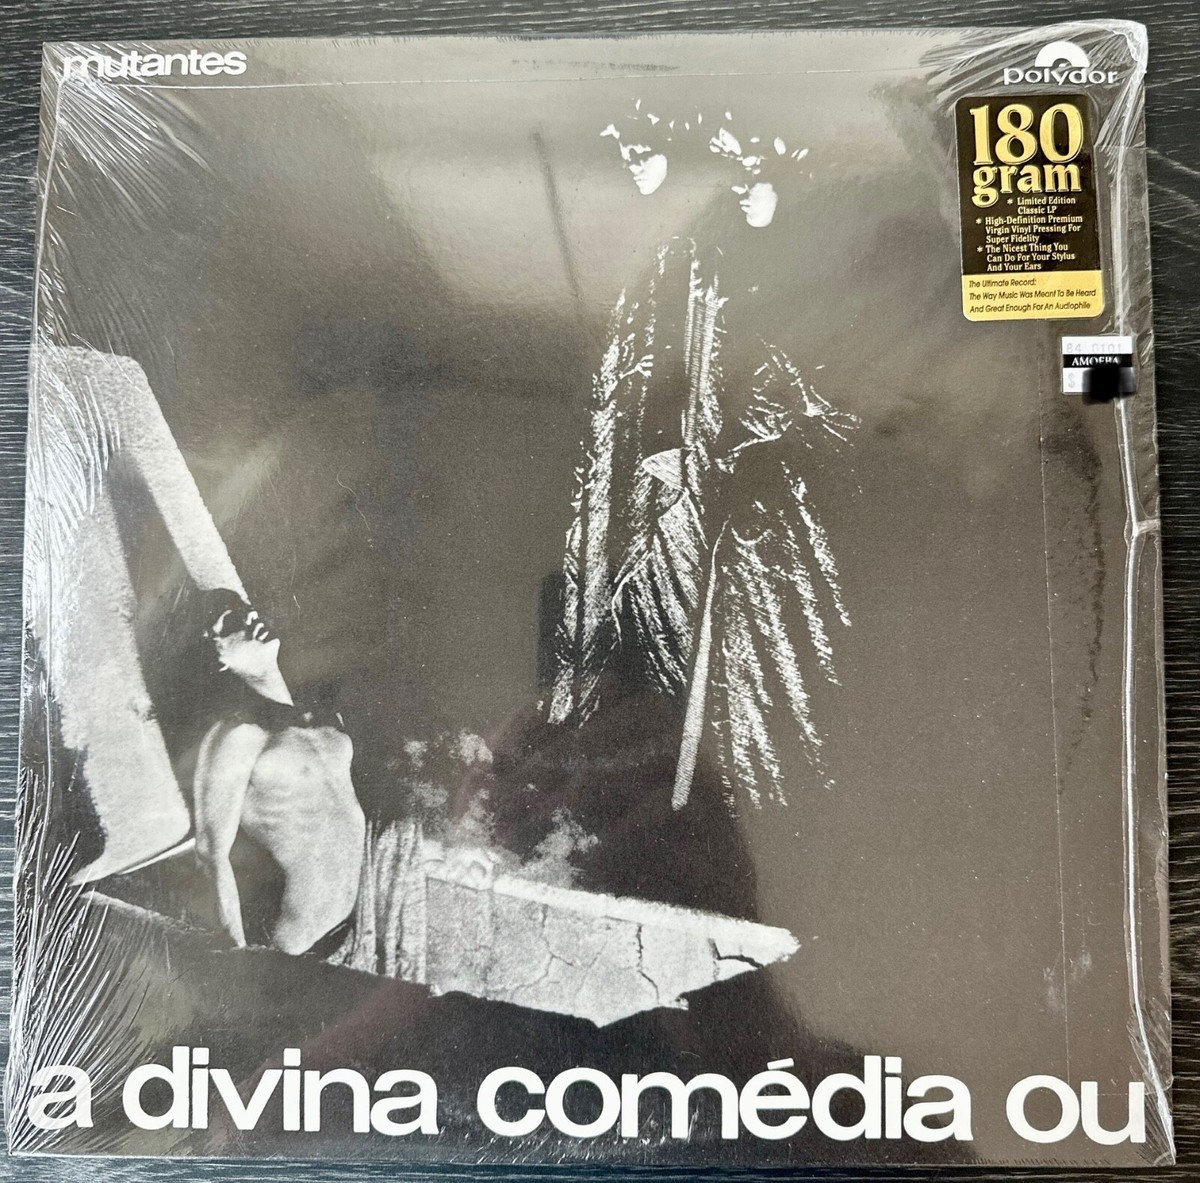 mutantes
polydor
180
gram
* Limited Edition
Classic LP
* High-Definition Premium
Virgin Vinyl Pressing For
Super Fidelity
* The Nicest Thing You
Can Do For Your Stylus
And Your Ears
The Ultimate Record:
The Way Music Was Meant To Be Heard
And Great Enough For An Audiophile
84 0101
AMOEBA
$
a divina comédia ou